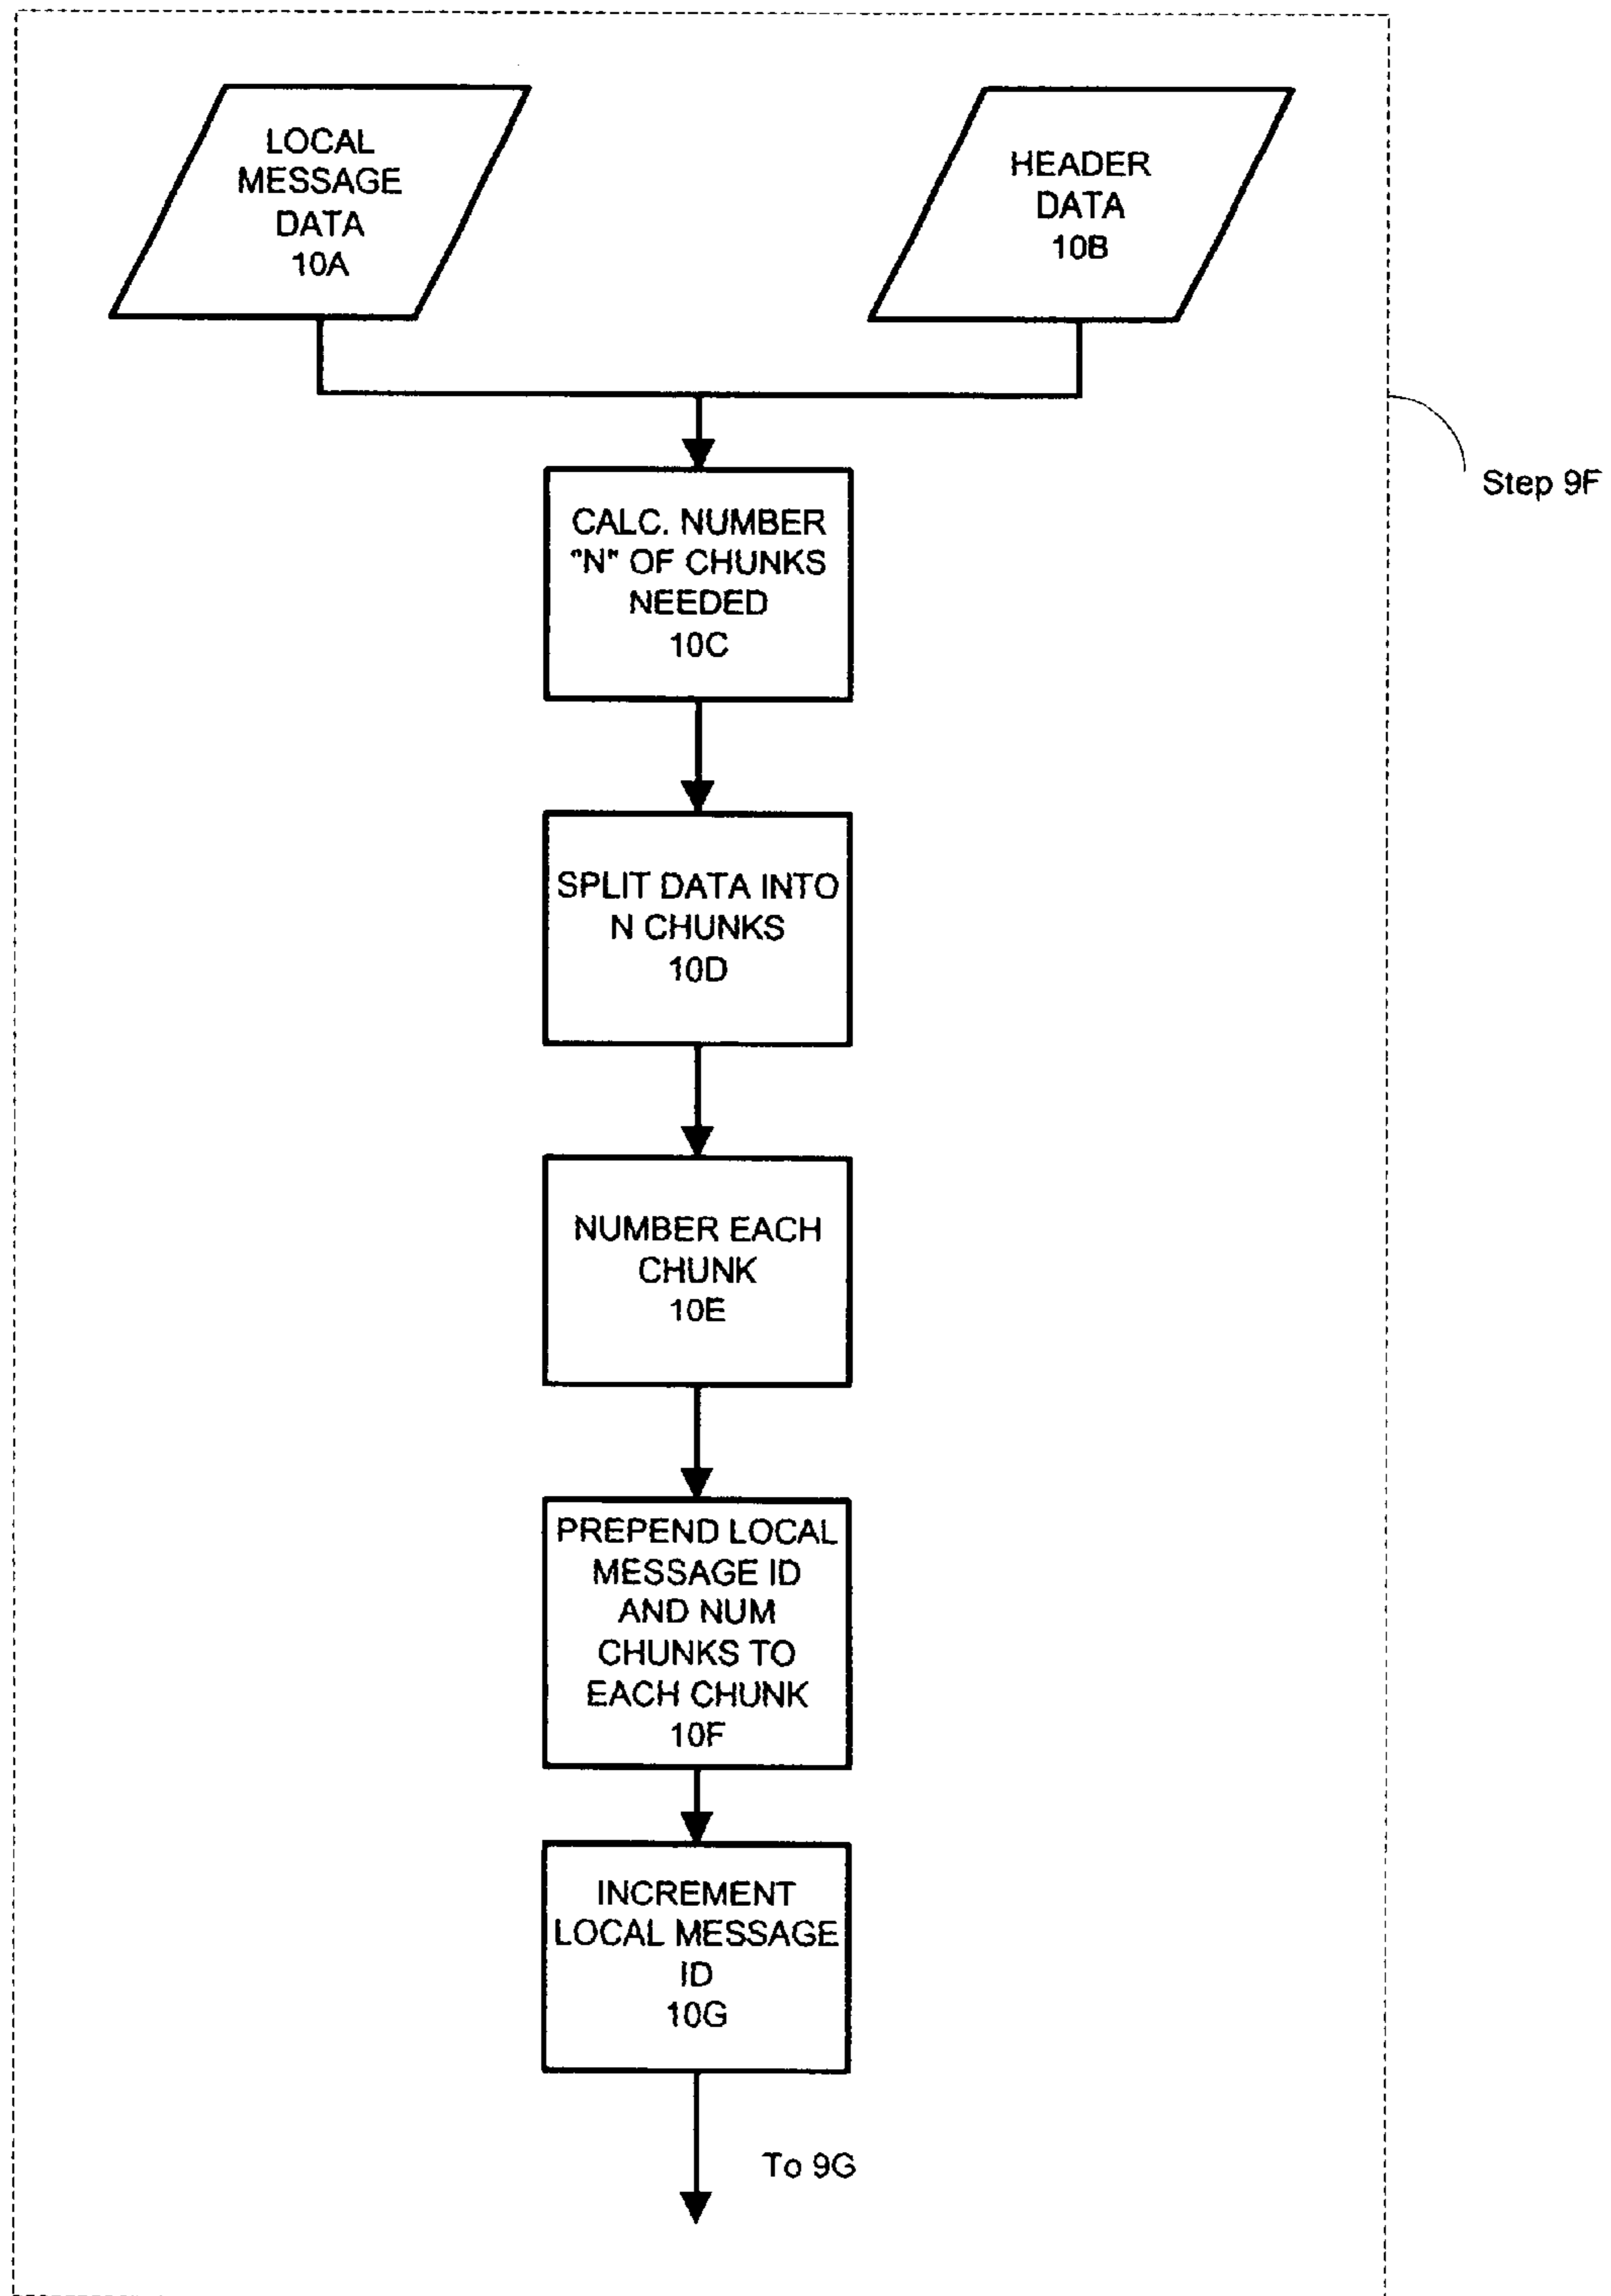 LOCAL
MESSAGE
DATA
10A
HEADER
DATA
10B
Step 9F
CALC. NUMBER
"N" OF CHUNKS
NEEDED
10C
SPLIT DATA INTO
N CHUNKS
10D
NUMBER EACH
CHUNK
10E
PREPEND LOCAL
MESSAGE ID
AND NUM
CHUNKS TO
EACH CHUNK
10F
INCREMENT
LOCAL MESSAGE
ID
10G
To 9G